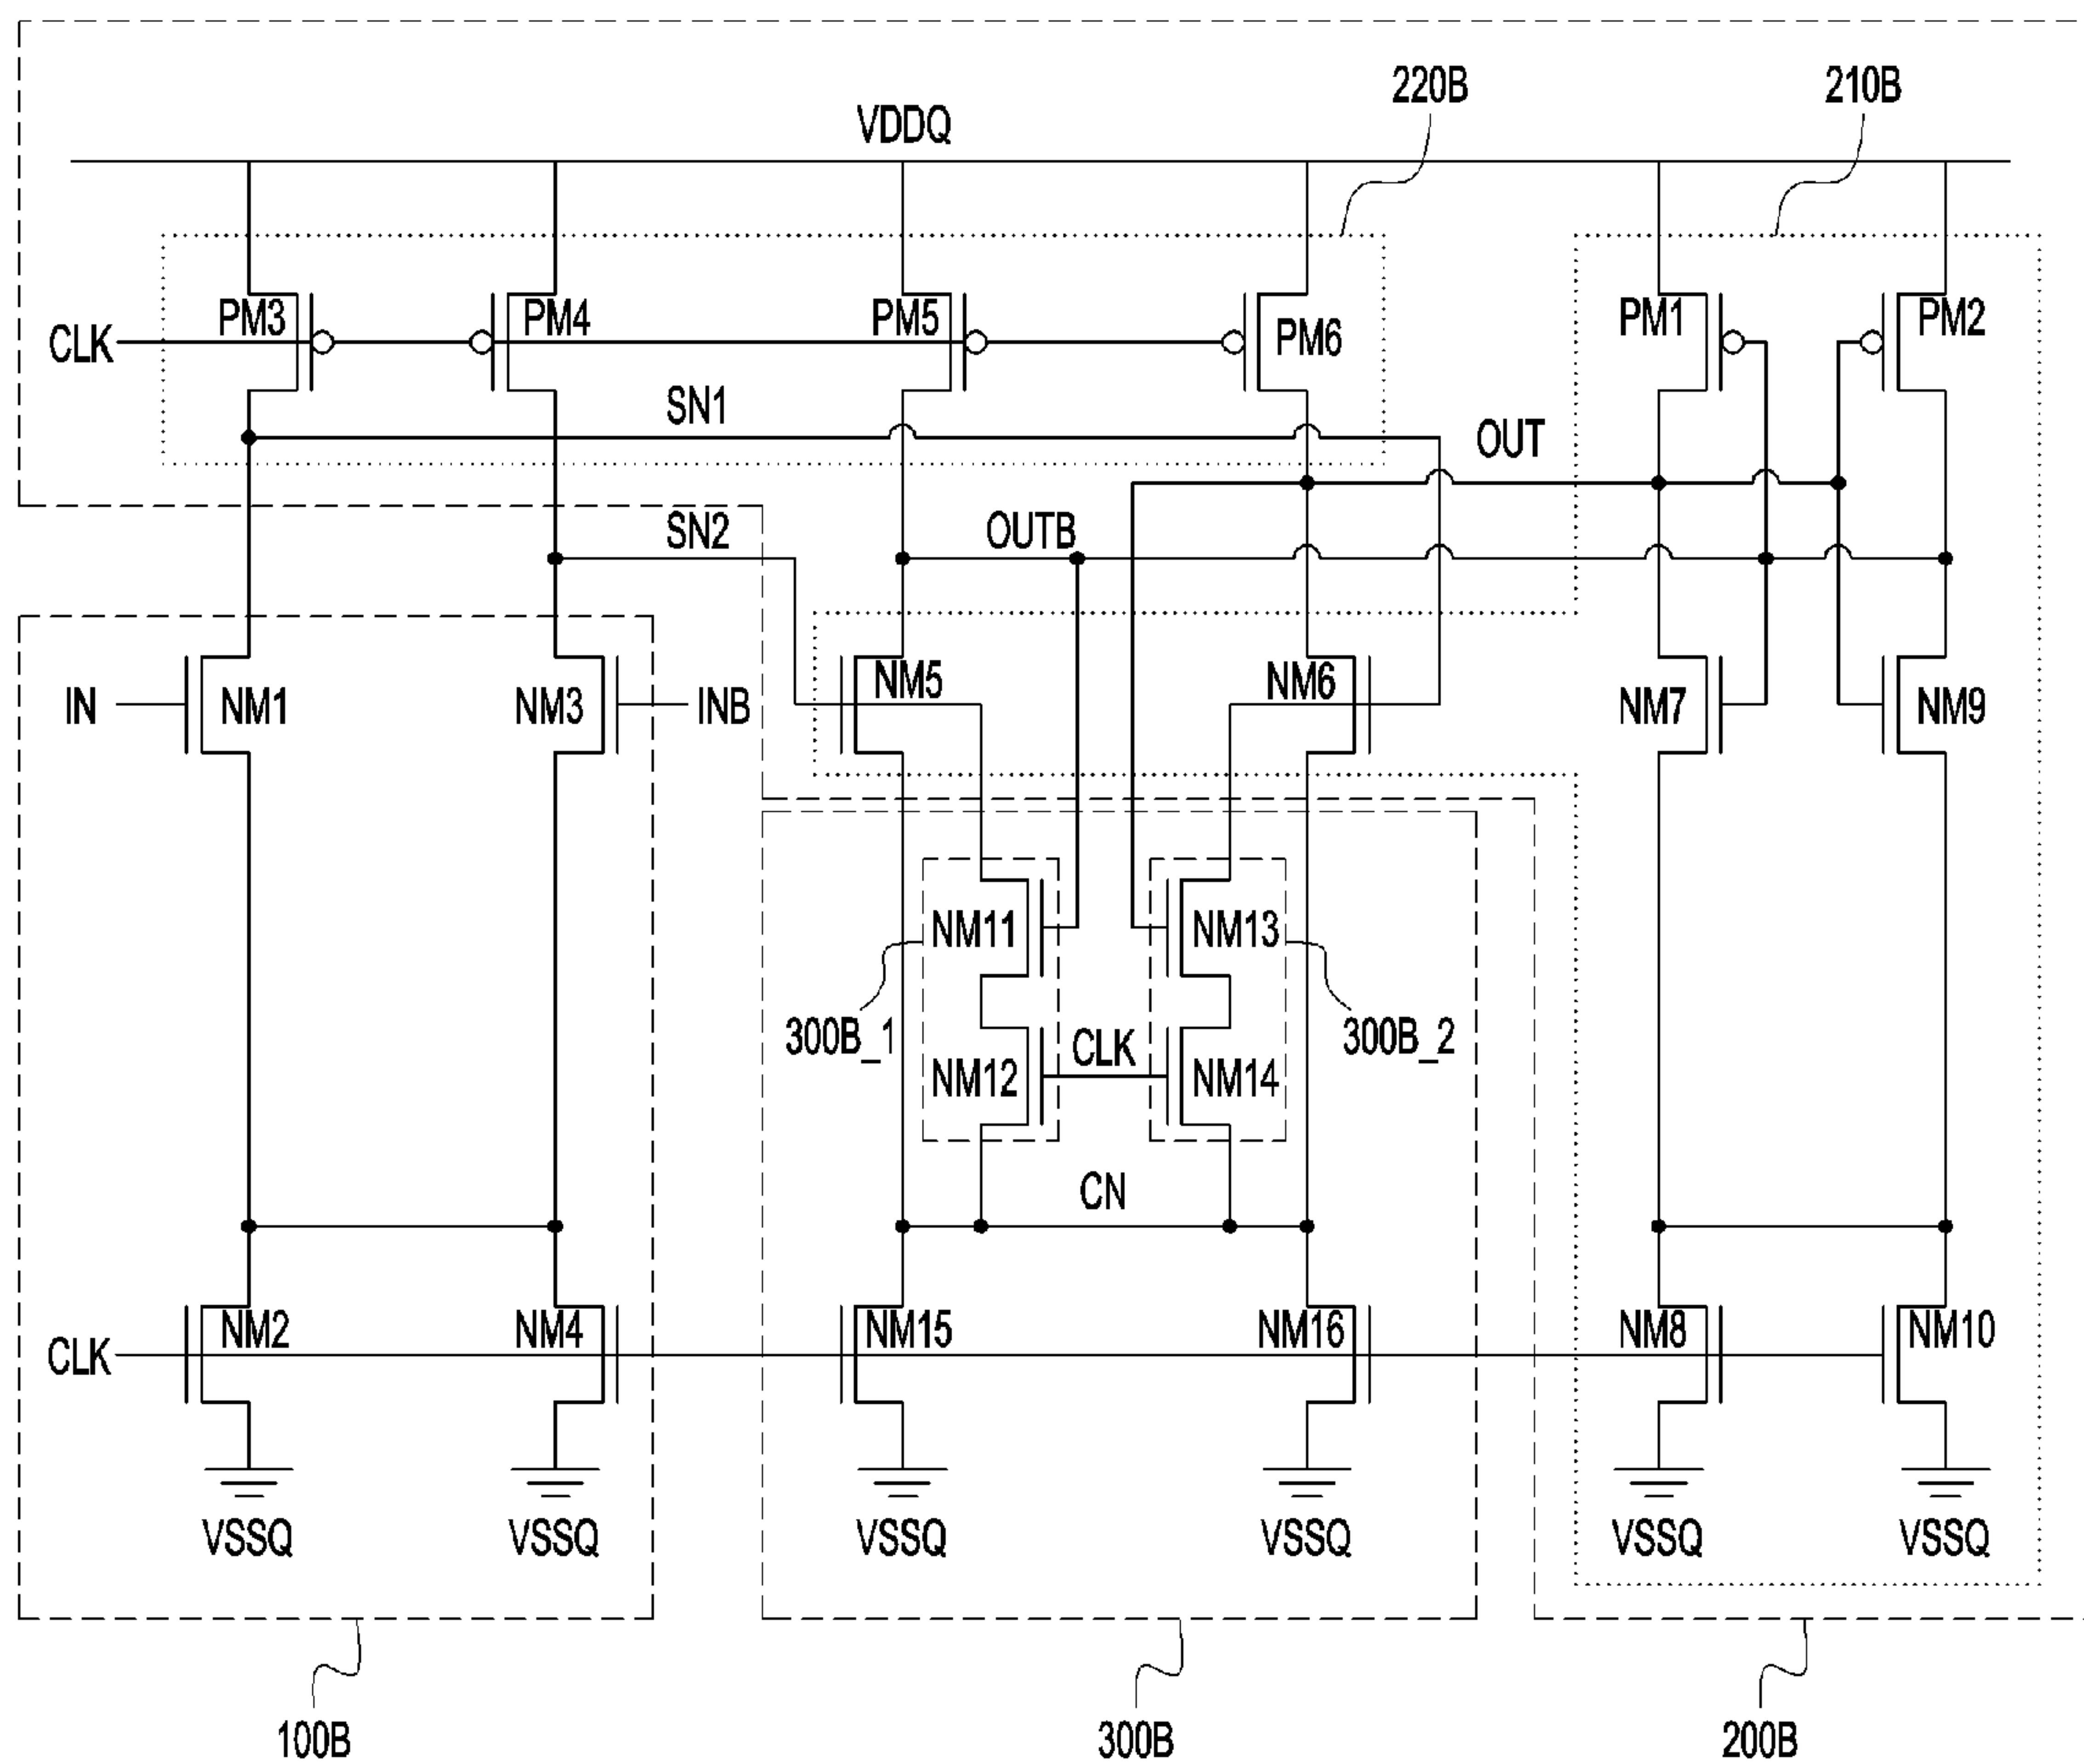 220B
210B
VDDQ
PM3
PM4
PM5
PM6
PM1
PM2
CLK
SN1
OUT
SN2
OUTB
IN
NM1
NM3
INB
NM5
NM6
NM7
NM9
NM11
NM13
300B_1
300B_2
CLK
NM12
NM14
CN
CLK
NM2
NM4
NM15
NM16
NM8
NM10
VSSQ
VSSQ
VSSQ
VSSQ
VSSQ
VSSQ
100B
300B
200B